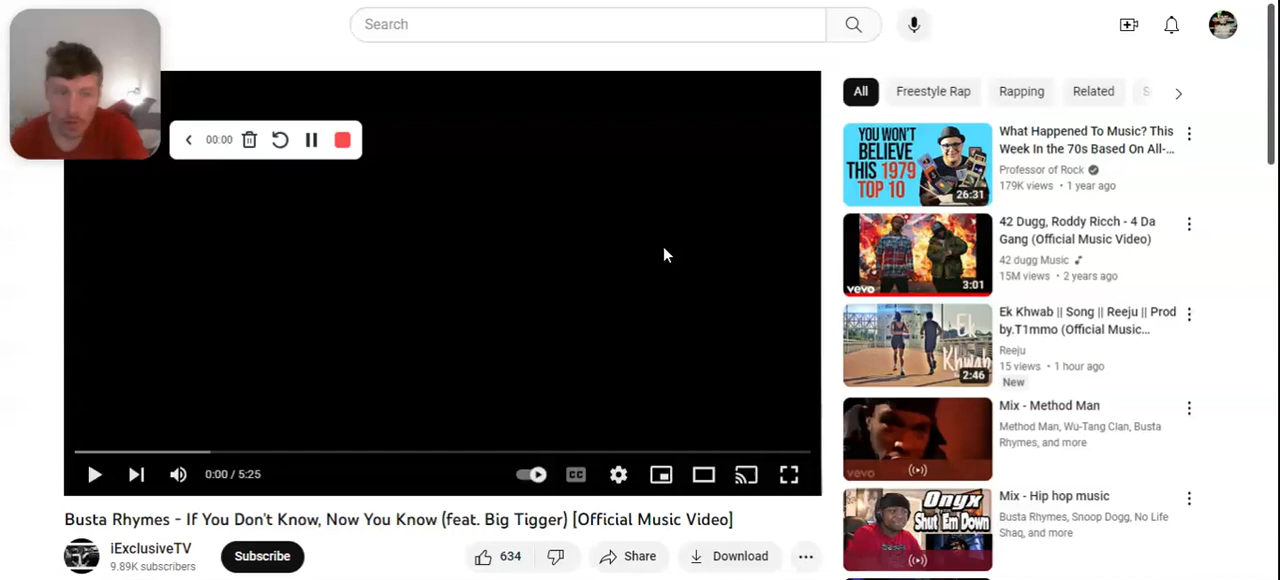 Search
00:00
0:00 / 5:25
CC
Busta Rhymes - If You Don't Know, Now You Know (feat. Big Tigger) [Official Music Video]
iExclusiveTV
9.89K subscribers
Subscribe
634
Share
Download
All
Freestyle Rap
Rapping
Related
YOU WON'T
BELIEVE
THIS 1979
TOP 10
26:31
What Happened To Music? This
Week In the 70s Based On All-...
Professor of Rock
179K views • 1 year ago
vevo
3:01
42 Dugg, Roddy Ricch - 4 Da
Gang (Official Music Video)
42 dugg Music
15M views • 2 years ago
Ek
Khwab
2:46
Ek Khwab || Song || Reeju || Prod
by.T1mmo (Official Music...
Reeju
15 views • 1 hour ago
New
vevo
Mix - Method Man
Method Man, Wu-Tang Clan, Busta
Rhymes, and more
Onyx
Shut 'Em Down
Mix - Hip hop music
Busta Rhymes, Snoop Dogg, No Life
Shaq, and more